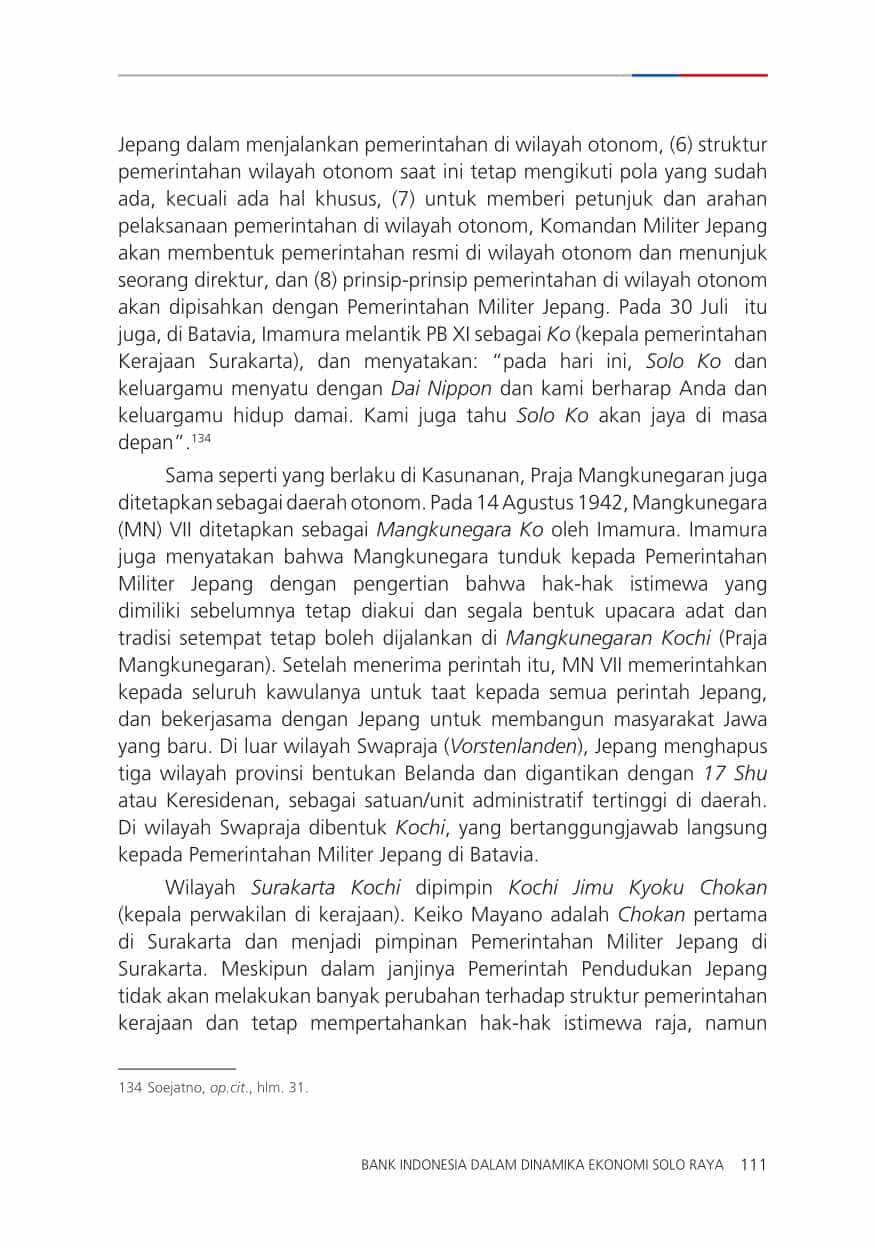 Jepang dalam menjalankan pemerintahan di wilayah otonom, (6) struktur
pemerintahan wilayah otonom saat ini tetap mengikuti pola yang sudah
ada, kecuali ada hal khusus, (7) untuk memberi petunjuk dan arahan
pelaksanaan pemerintahan di wilayah otonom, Komandan Militer Jepang
akan membentuk pemerintahan resmi di wilayah otonom dan menunjuk
seorang direktur, dan (8) prinsip-prinsip pemerintahan di wilayah otonom
akan dipisahkan dengan Pemerintahan Militer Jepang. Pada 30 Juli  itu
juga, di Batavia, Imamura melantik PB XI sebagai Ko (kepala pemerintahan
Kerajaan Surakarta), dan menyatakan: “pada hari ini, Solo Ko dan
keluargamu menyatu dengan Dai Nippon dan kami berharap Anda dan
keluargamu hidup damai. Kami juga tahu Solo Ko akan jaya di masa
depan”.134
Sama seperti yang berlaku di Kasunanan, Praja Mangkunegaran juga
ditetapkan sebagai daerah otonom. Pada 14 Agustus 1942, Mangkunegara
(MN) VII ditetapkan sebagai Mangkunegara Ko oleh Imamura. Imamura
juga menyatakan bahwa Mangkunegara tunduk kepada Pemerintahan
Militer Jepang dengan pengertian bahwa hak-hak istimewa yang
dimiliki sebelumnya tetap diakui dan segala bentuk upacara adat dan
tradisi setempat tetap boleh dijalankan di Mangkunegaran Kochi (Praja
Mangkunegaran). Setelah menerima perintah itu, MN VII memerintahkan
kepada seluruh kawulanya untuk taat kepada semua perintah Jepang,
dan bekerjasama dengan Jepang untuk membangun masyarakat Jawa
yang baru. Di luar wilayah Swapraja (Vorstenlanden), Jepang menghapus
tiga wilayah provinsi bentukan Belanda dan digantikan dengan 17 Shu
atau Keresidenan, sebagai satuan/unit administratif tertinggi di daerah.
Di wilayah Swapraja dibentuk Kochi, yang bertanggungjawab langsung
kepada Pemerintahan Militer Jepang di Batavia.
Wilayah Surakarta Kochi dipimpin Kochi Jimu Kyoku Chokan
(kepala perwakilan di kerajaan). Keiko Mayano adalah Chokan pertama
di Surakarta dan menjadi pimpinan Pemerintahan Militer Jepang di
Surakarta. Meskipun dalam janjinya Pemerintah Pendudukan Jepang
tidak akan melakukan banyak perubahan terhadap struktur pemerintahan
kerajaan dan tetap mempertahankan hak-hak istimewa raja, namun
134 Soejatno, op.cit., hlm. 31.
BANK INDONESIA DALAM DINAMIKA EKONOMI SOLO RAYA 111